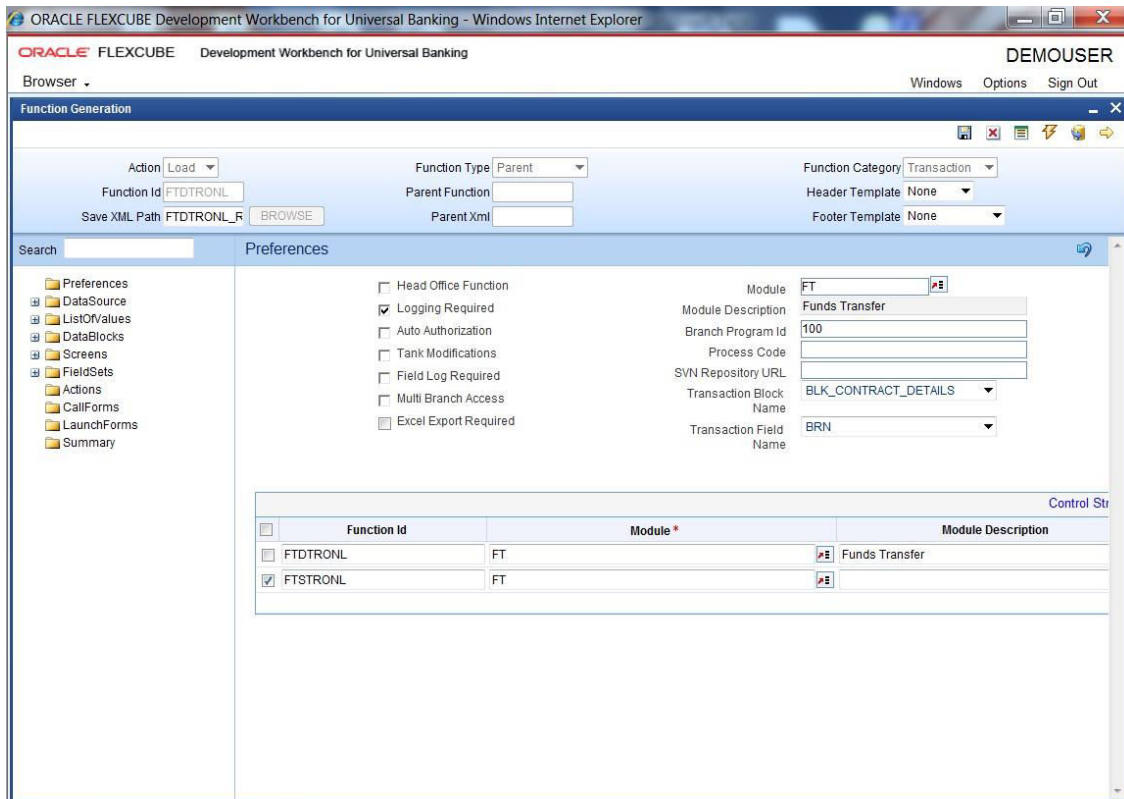 ORACLE FLEXCUBE Development Workbench for Universal Banking - Windows Internet Explorer
ORACLE FLEXCUBE Development Workbench for Universal Banking DEMOUSER
Browser Windows Options Sign Out
Function Generation
Action Load Function Type Parent Function Category Transaction
Function Id FTDTRONL Parent Function Header Template None
Save XML Path FTDTRONL_R BROWSE Parent Xml Footer Template None
Search Preferences
Preferences
DataSource
ListOfValues
DataBlocks
Screens
FieldSets
Actions
CallForms
LaunchForms
Summary
Head Office Function
Logging Required
Auto Authorization
Tank Modifications
Field Log Required
Multi Branch Access
Excel Export Required
Module FT
Module Description Funds Transfer
Branch Program Id 100
Process Code
SVN Repository URL
Transaction Block Name BLK_CONTRACT_DETAILS
Transaction Field Name BRN
Control Str
Function Id Module * Module Description
FTDTRONL FT Funds Transfer
FTSTRONL FT